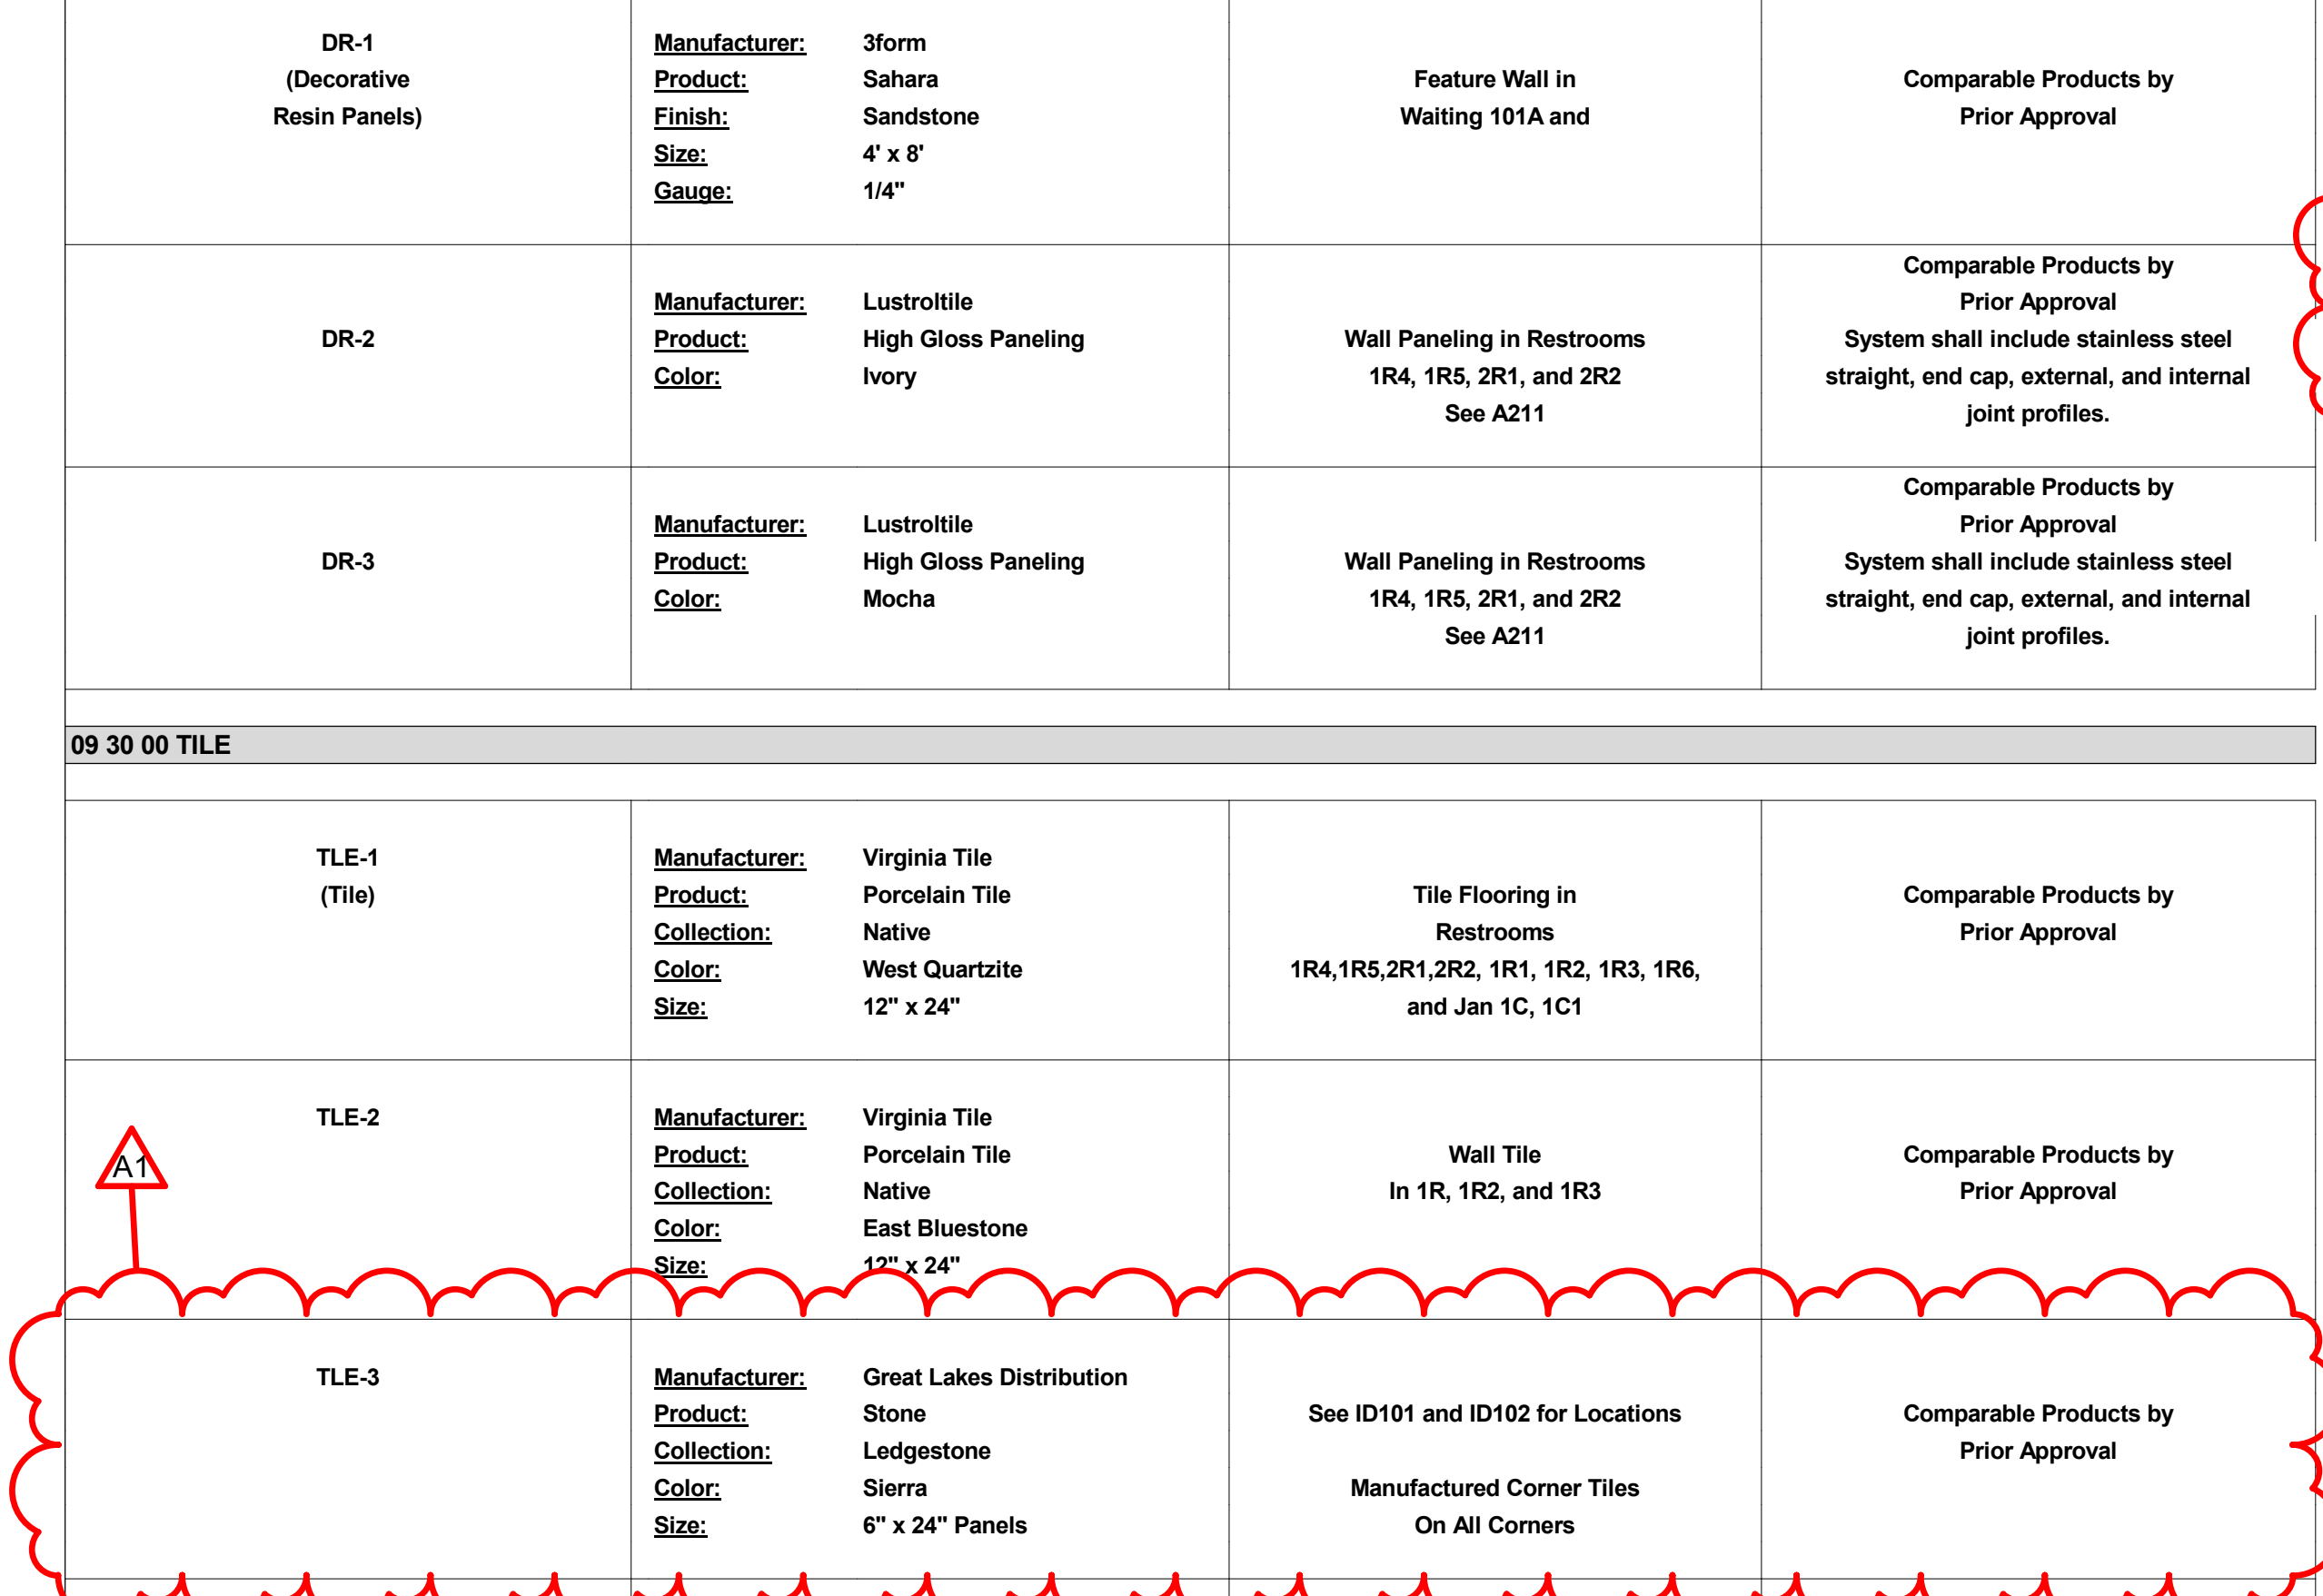 DR-1
(Decorative
Resin Panels)
Manufacturer: 3form
Product: Sahara
Finish: Sandstone
Size: 4' x 8'
Gauge: 1/4"
Feature Wall in
Waiting 101A and
Comparable Products by
Prior Approval
DR-2
Manufacturer: Lustroltile
Product: High Gloss Paneling
Color: Ivory
Wall Paneling in Restrooms
1R4, 1R5, 2R1, and 2R2
See A211
Comparable Products by
Prior Approval
System shall include stainless steel
straight, end cap, external, and internal
joint profiles.
DR-3
Manufacturer: Lustroltile
Product: High Gloss Paneling
Color: Mocha
Wall Paneling in Restrooms
1R4, 1R5, 2R1, and 2R2
See A211
Comparable Products by
Prior Approval
System shall include stainless steel
straight, end cap, external, and internal
joint profiles.
09 30 00 TILE
TLE-1
(Tile)
Manufacturer: Virginia Tile
Product: Porcelain Tile
Collection: Native
Color: West Quartzite
Size: 12" x 24"
Tile Flooring in
Restrooms
1R4,1R5,2R1,2R2, 1R1, 1R2, 1R3, 1R6,
and Jan 1C, 1C1
Comparable Products by
Prior Approval
TLE-2
A1
Manufacturer: Virginia Tile
Product: Porcelain Tile
Collection: Native
Color: East Bluestone
Size: 12" x 24"
Wall Tile
In 1R, 1R2, and 1R3
Comparable Products by
Prior Approval
TLE-3
Manufacturer: Great Lakes Distribution
Product: Stone
Collection: Ledgestone
Color: Sierra
Size: 6" x 24" Panels
See ID101 and ID102 for Locations
Manufactured Corner Tiles
On All Corners
Comparable Products by
Prior Approval